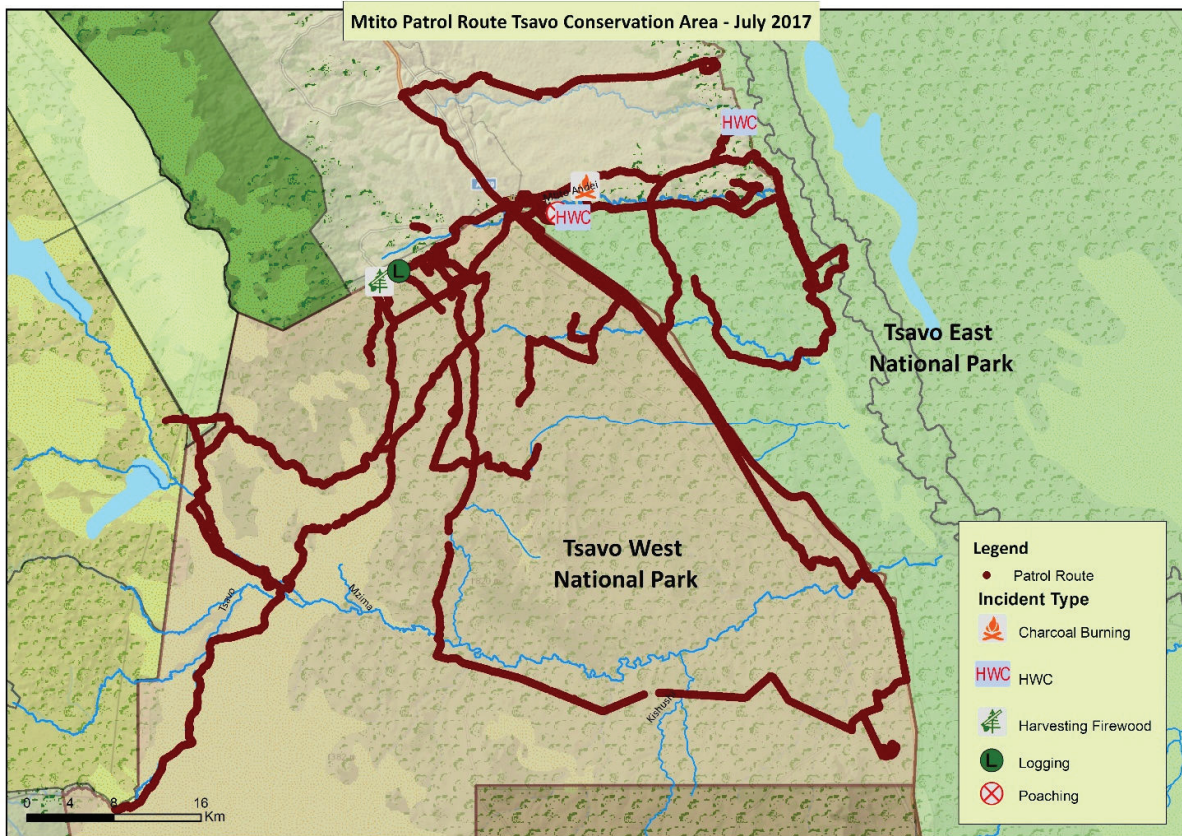 Mtito Patrol Route Tsavo Conservation Area - July 2017
HWC
Mtito Andei
HWC
L
Tsavo East
National Park
Tsavo West
National Park
Tsavo
Mzima
Kishushe
Legend
Patrol Route
Incident Type
Charcoal Burning
HWC HWC
Harvesting Firewood
L Logging
Poaching
0 4 8 16
Km